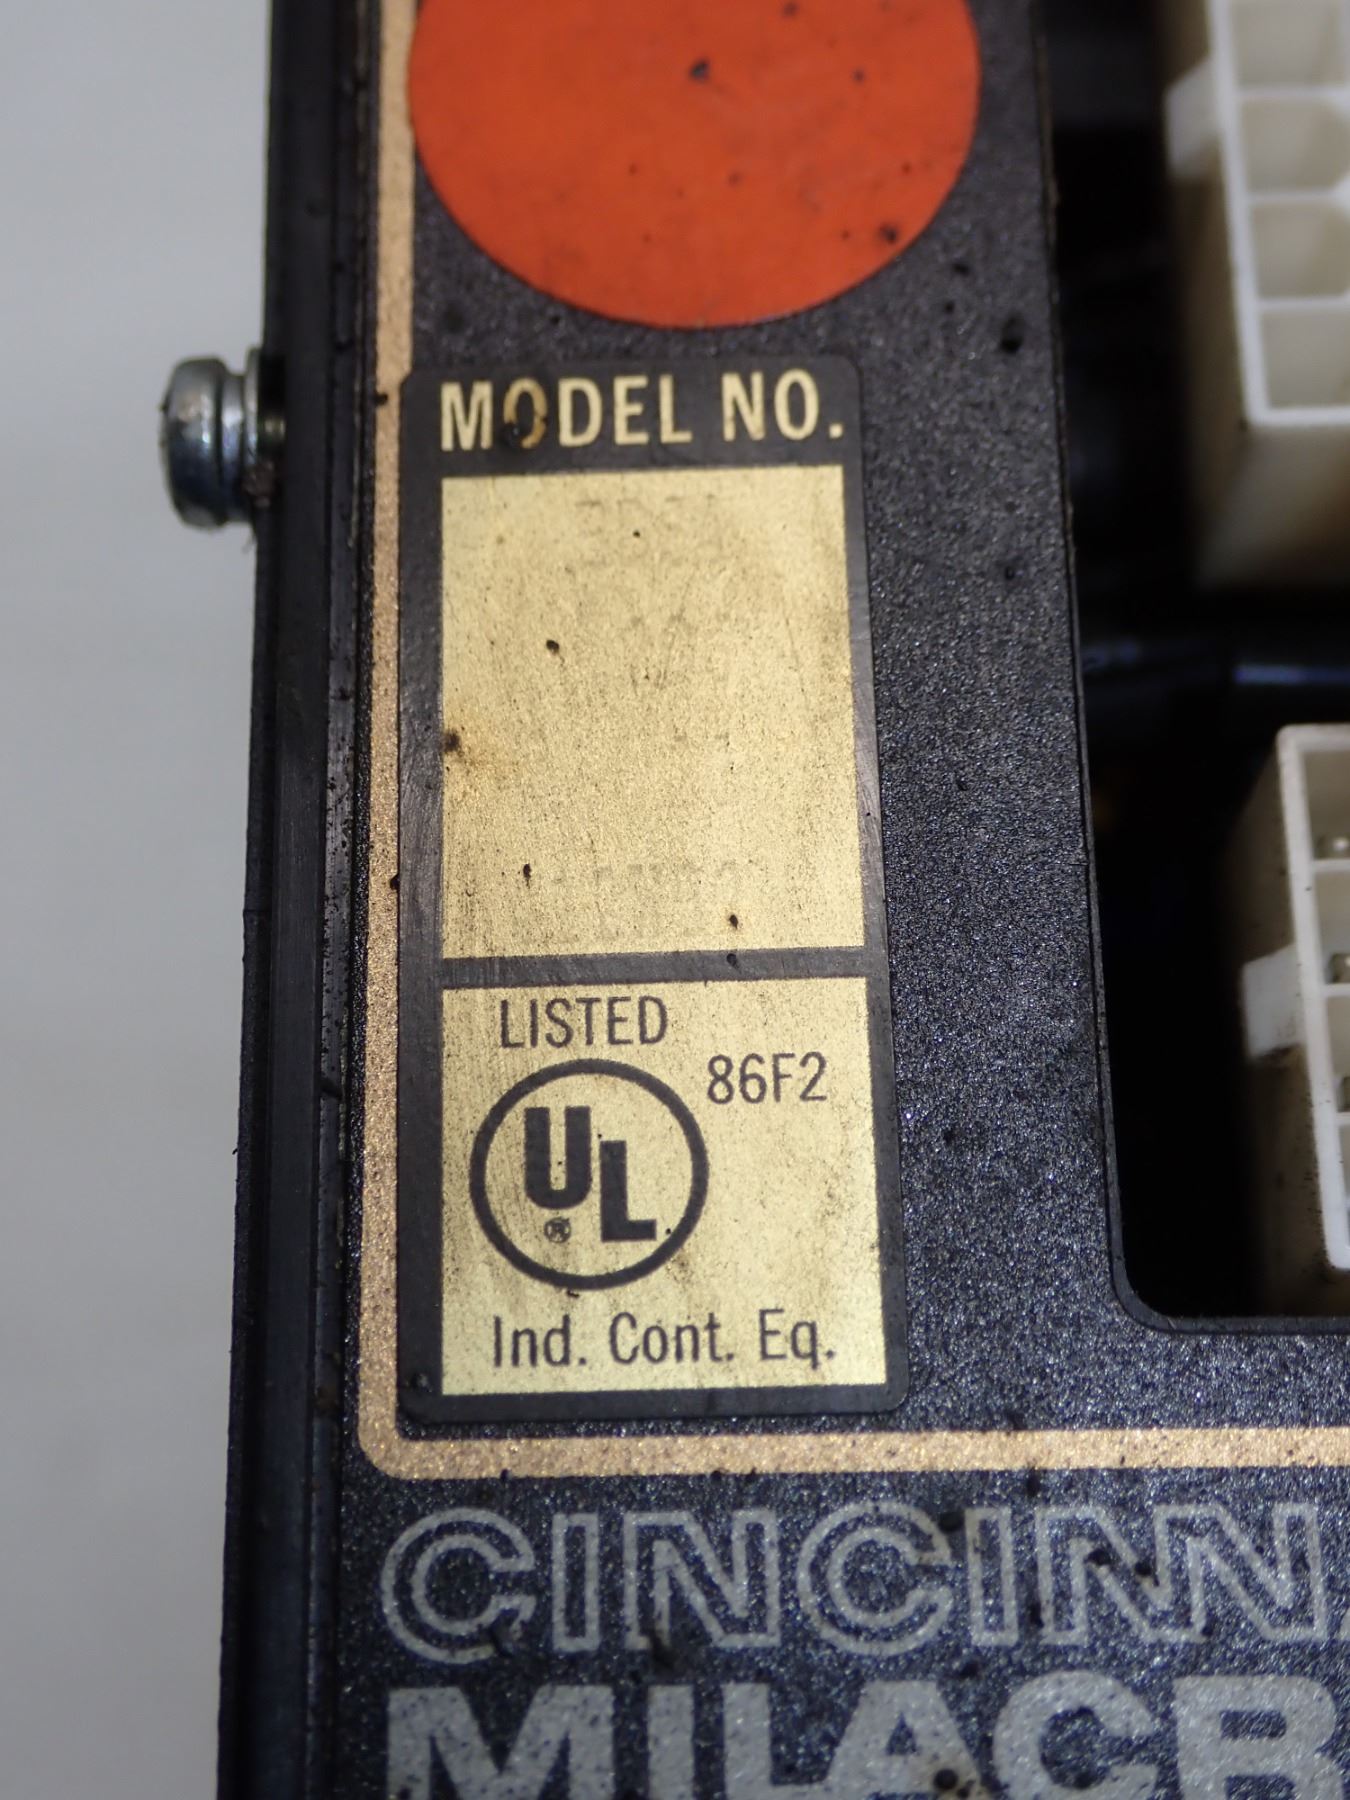 MODEL NO.
LISTED
86F2
UL
®
Ind. Cont. Eq.
CINCINN
MILACR